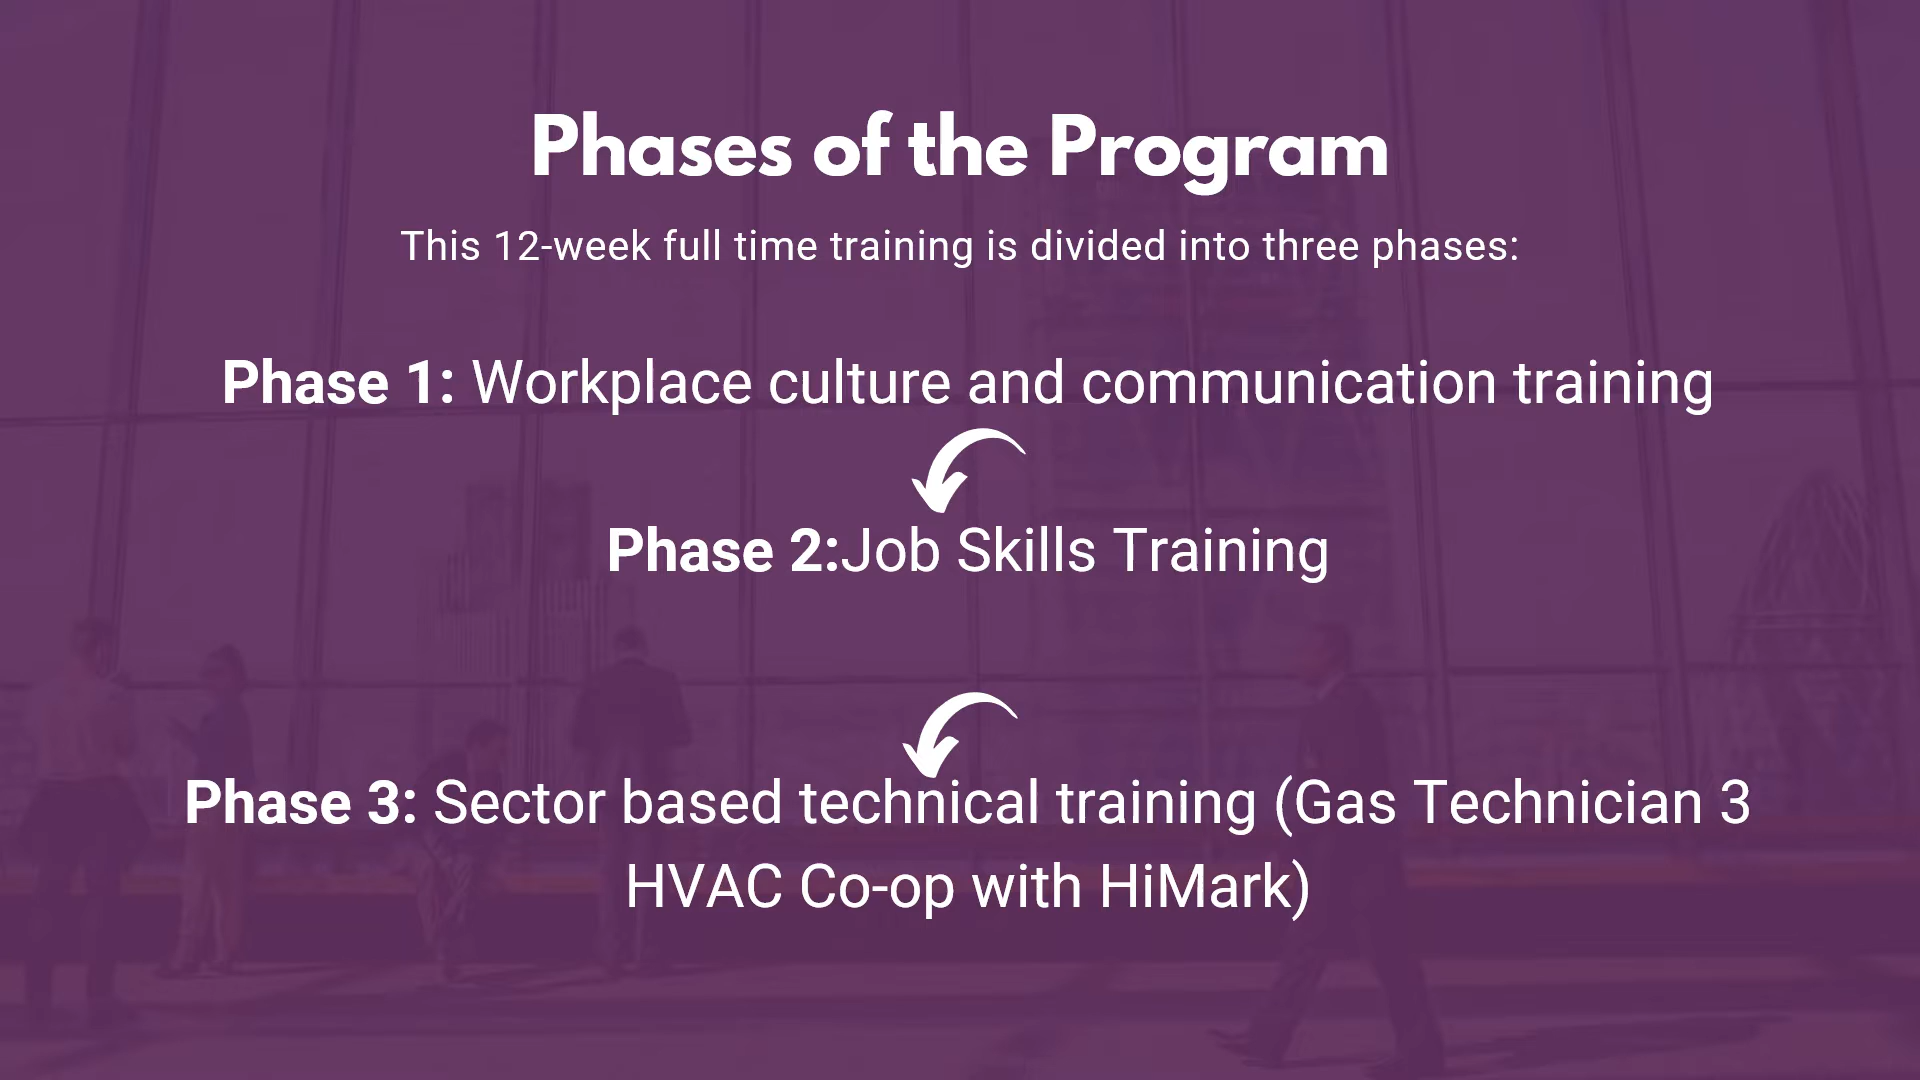 Phases of the Program
This 12-week full time training is divided into three phases:
Phase 1: Workplace culture and communication training
Phase 2:Job Skills Training
Phase 3: Sector based technical training (Gas Technician 3
HVAC Co-op with HiMark)